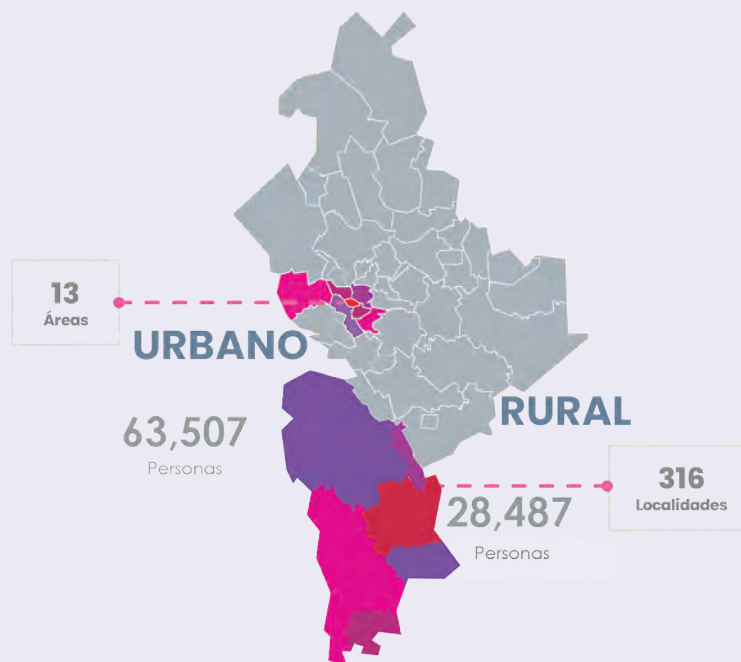 13
Áreas
URBANO
63,507
Personas
RURAL
316
Localidades
28,487
Personas